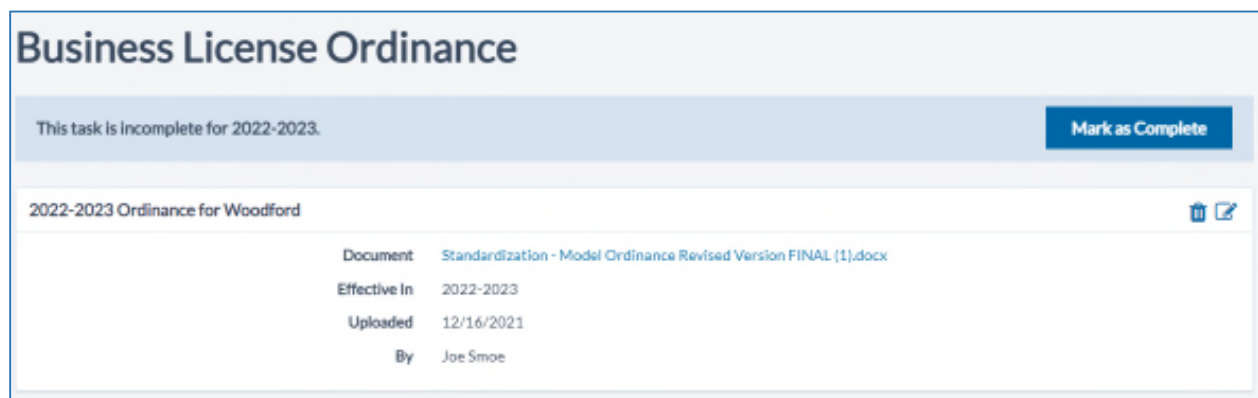 Business License Ordinance
This task is incomplete for 2022-2023.
Mark as Complete
2022-2023 Ordinance for Woodford
Document Standardization - Model Ordinance Revised Version FINAL (1).docx
Effective In 2022-2023
Uploaded 12/16/2021
By Joe Smoe